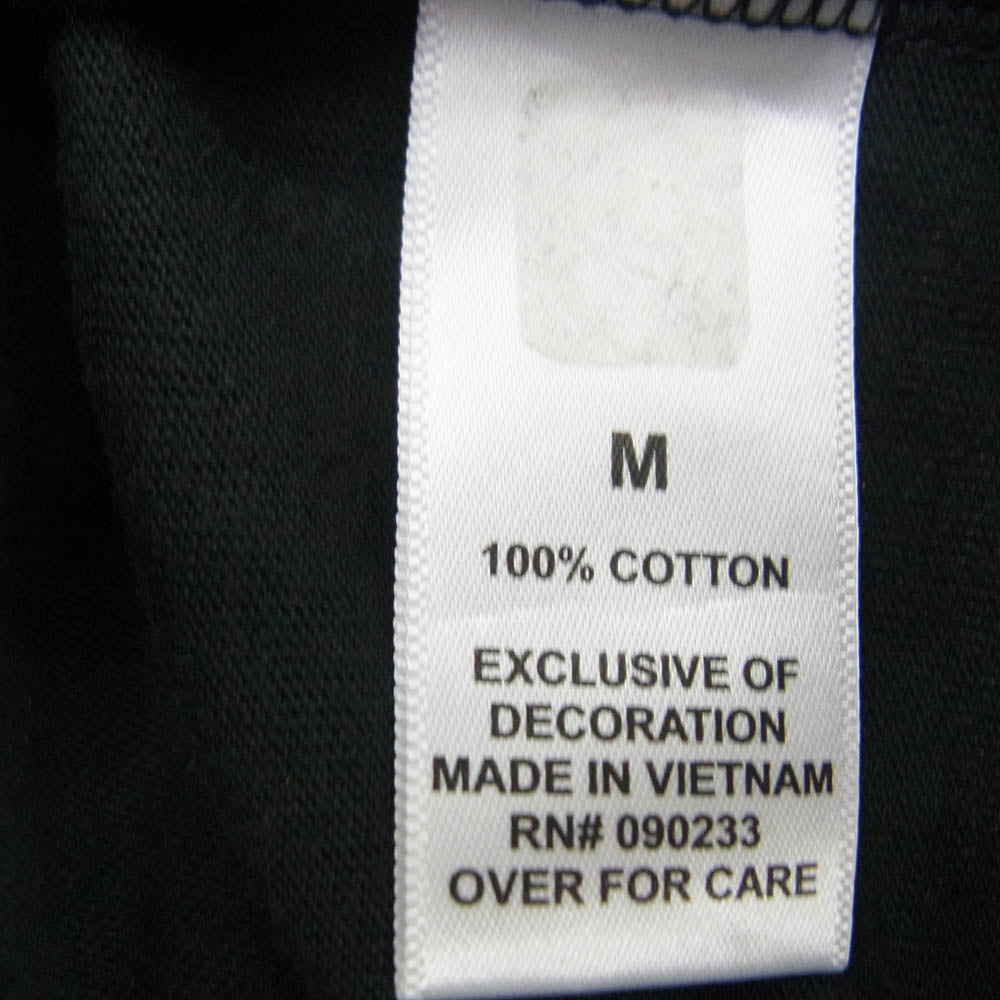 M
100% COTTON
EXCLUSIVE OF
DECORATION
MADE IN VIETNAM
RN# 090233
OVER FOR CARE